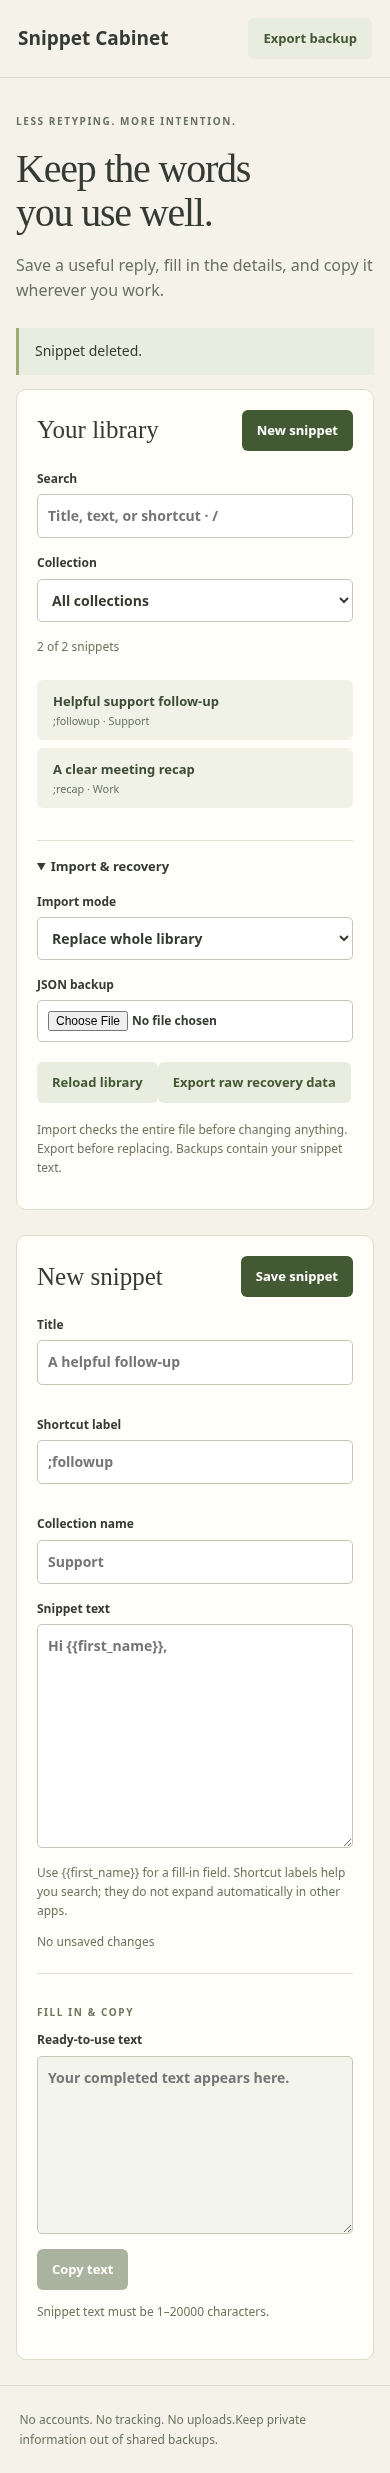 Snippet Cabinet
Export backup
LESS RETYPING. MORE INTENTION.
Keep the words
you use well.
Save a useful reply, fill in the details, and copy it
wherever you work.
Snippet deleted.
Your library
New snippet
Search
Title, text, or shortcut · /
Collection
All collections
2 of 2 snippets
Helpful support follow-up
;followup · Support
A clear meeting recap
;recap · Work
▼ Import & recovery
Import mode
Replace whole library
JSON backup
Choose File No file chosen
Reload library
Export raw recovery data
Import checks the entire file before changing anything.
Export before replacing. Backups contain your snippet
text.
New snippet
Save snippet
Title
A helpful follow-up
Shortcut label
;followup
Collection name
Support
Snippet text
Hi {{first_name}},
Use {{first_name}} for a fill-in field. Shortcut labels help
you search; they do not expand automatically in other
apps.
No unsaved changes
FILL IN & COPY
Ready-to-use text
Your completed text appears here.
Copy text
Snippet text must be 1–20000 characters.
No accounts. No tracking. No uploads.Keep private
information out of shared backups.